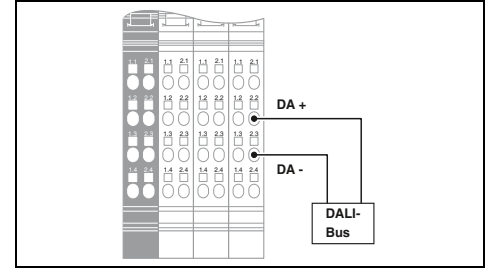 1.1 2.1 1.1 2.1 1.1 2.1 1.1 2.1
1.2 2.2 1.2 2.2 1.2 2.2 1.2 2.2
DA +
1.3 2.3 1.3 2.3 1.3 2.3 1.3 2.3
1.4 2.4 1.4 2.4 1.4 2.4 1.4 2.4
DA -
DALI-
Bus